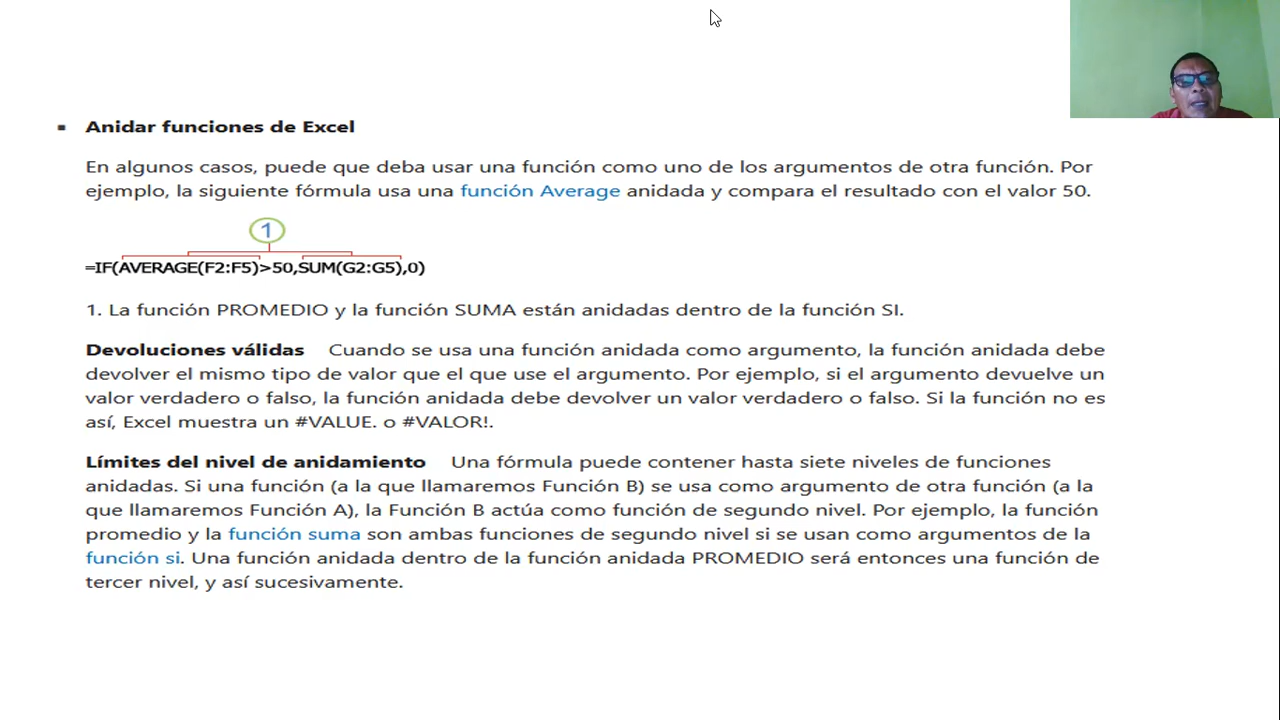 Anidar funciones de Excel
En algunos casos, puede que deba usar una función como uno de los argumentos de otra función. Por
ejemplo, la siguiente fórmula usa una función Average anidada y compara el resultado con el valor 50.
1
=IF(AVERAGE(F2:F5)>50,SUM(G2:G5),0)
1. La función PROMEDIO y la función SUMA están anidadas dentro de la función SI.
Devoluciones válidas Cuando se usa una función anidada como argumento, la función anidada debe
devolver el mismo tipo de valor que el que use el argumento. Por ejemplo, si el argumento devuelve un
valor verdadero o falso, la función anidada debe devolver un valor verdadero o falso. Si la función no es
así, Excel muestra un #VALUE. o #VALOR!.
Límites del nivel de anidamiento Una fórmula puede contener hasta siete niveles de funciones
anidadas. Si una función (a la que llamaremos Función B) se usa como argumento de otra función (a la
que llamaremos Función A), la Función B actúa como función de segundo nivel. Por ejemplo, la función
promedio y la función suma son ambas funciones de segundo nivel si se usan como argumentos de la
función si. Una función anidada dentro de la función anidada PROMEDIO será entonces una función de
tercer nivel, y así sucesivamente.